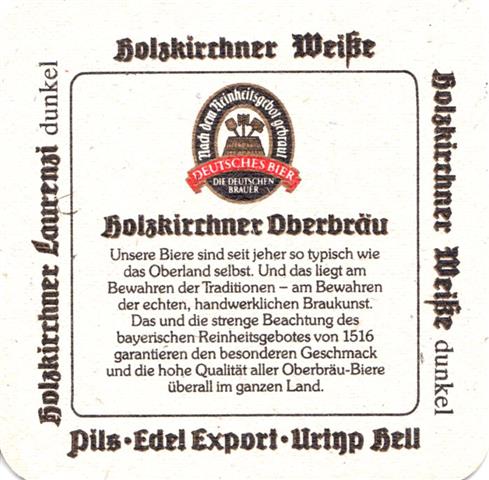 Holzkirchner Weiße
Holzkirchner Laurenzi dunkel
Holzkirchner Weiße dunkel
Nach dem Reinheitsgebot gebraut
DEUTSCHES BIER
DIE DEUTSCHEN
BRAUER
Holzkirchner Oberbräu
Unsere Biere sind seit jeher so typisch wie
das Oberland selbst. Und das liegt am
Bewahren der Traditionen – am Bewahren
der echten, handwerklichen Braukunst.
Das und die strenge Beachtung des
bayerischen Reinheitsgebotes von 1516
garantieren den besonderen Geschmack
und die hohe Qualität aller Oberbräu-Biere
überall im ganzen Land.
Pils · Edel Export · Urtyp Hell